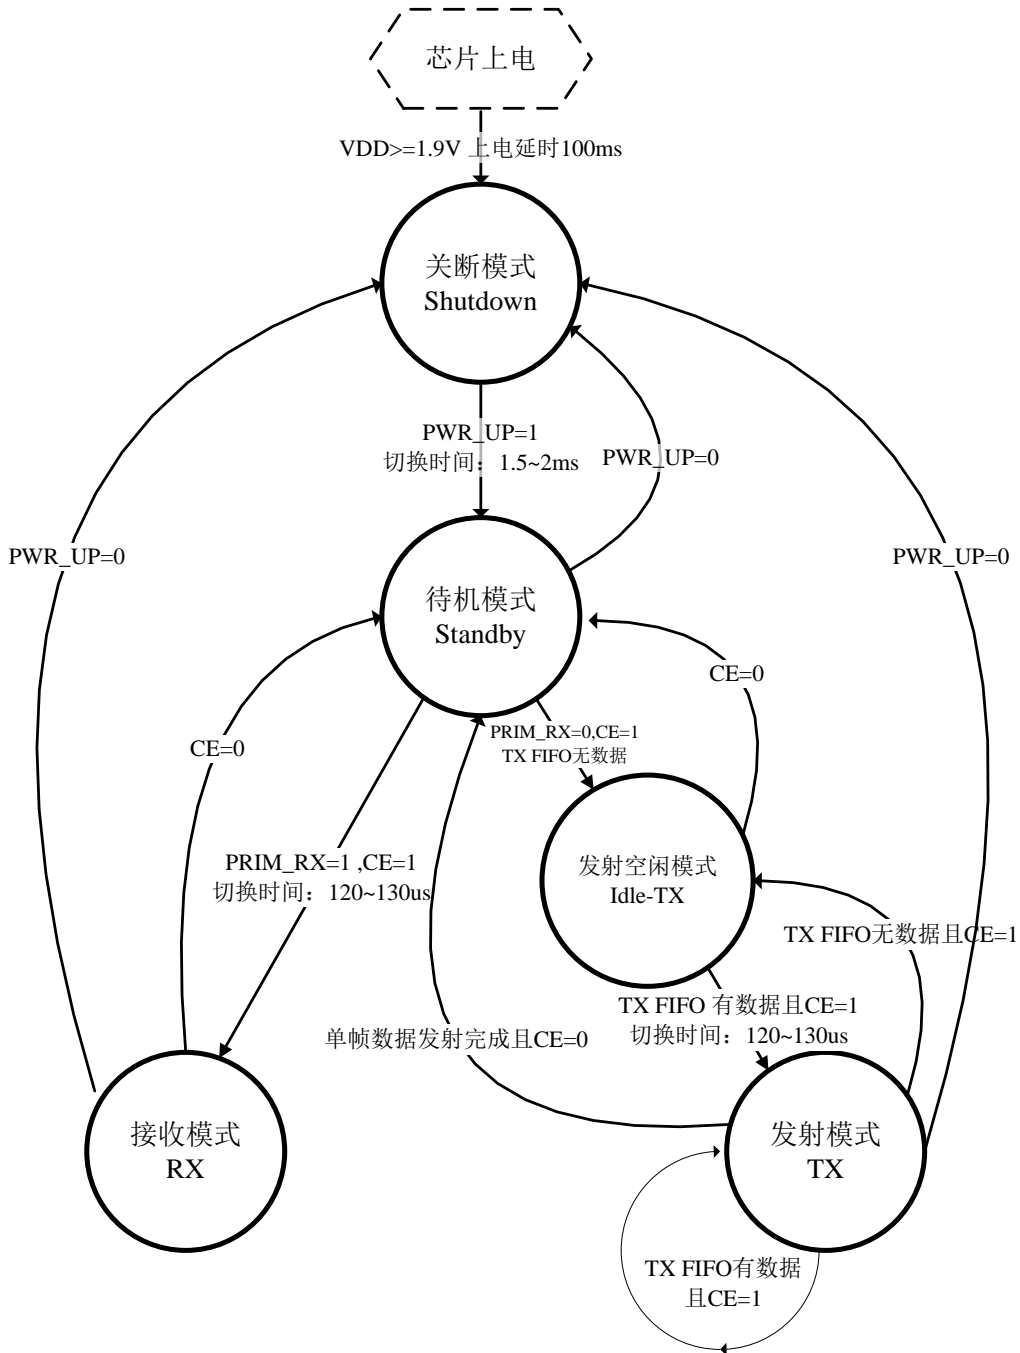 芯片上电
VDD>=1.9V 上电延时100ms
关断模式
Shutdown
PWR_UP=1
切换时间：1.5~2ms
PWR_UP=0
PWR_UP=0
PWR_UP=0
待机模式
Standby
CE=0
CE=0
PRIM_RX=0,CE=1
TX FIFO无数据
PRIM_RX=1 ,CE=1
切换时间：120~130us
发射空闲模式
Idle-TX
TX FIFO无数据且CE=1
TX FIFO 有数据且CE=1
切换时间：120~130us
单帧数据发射完成且CE=0
接收模式
RX
发射模式
TX
TX FIFO有数据
且CE=1